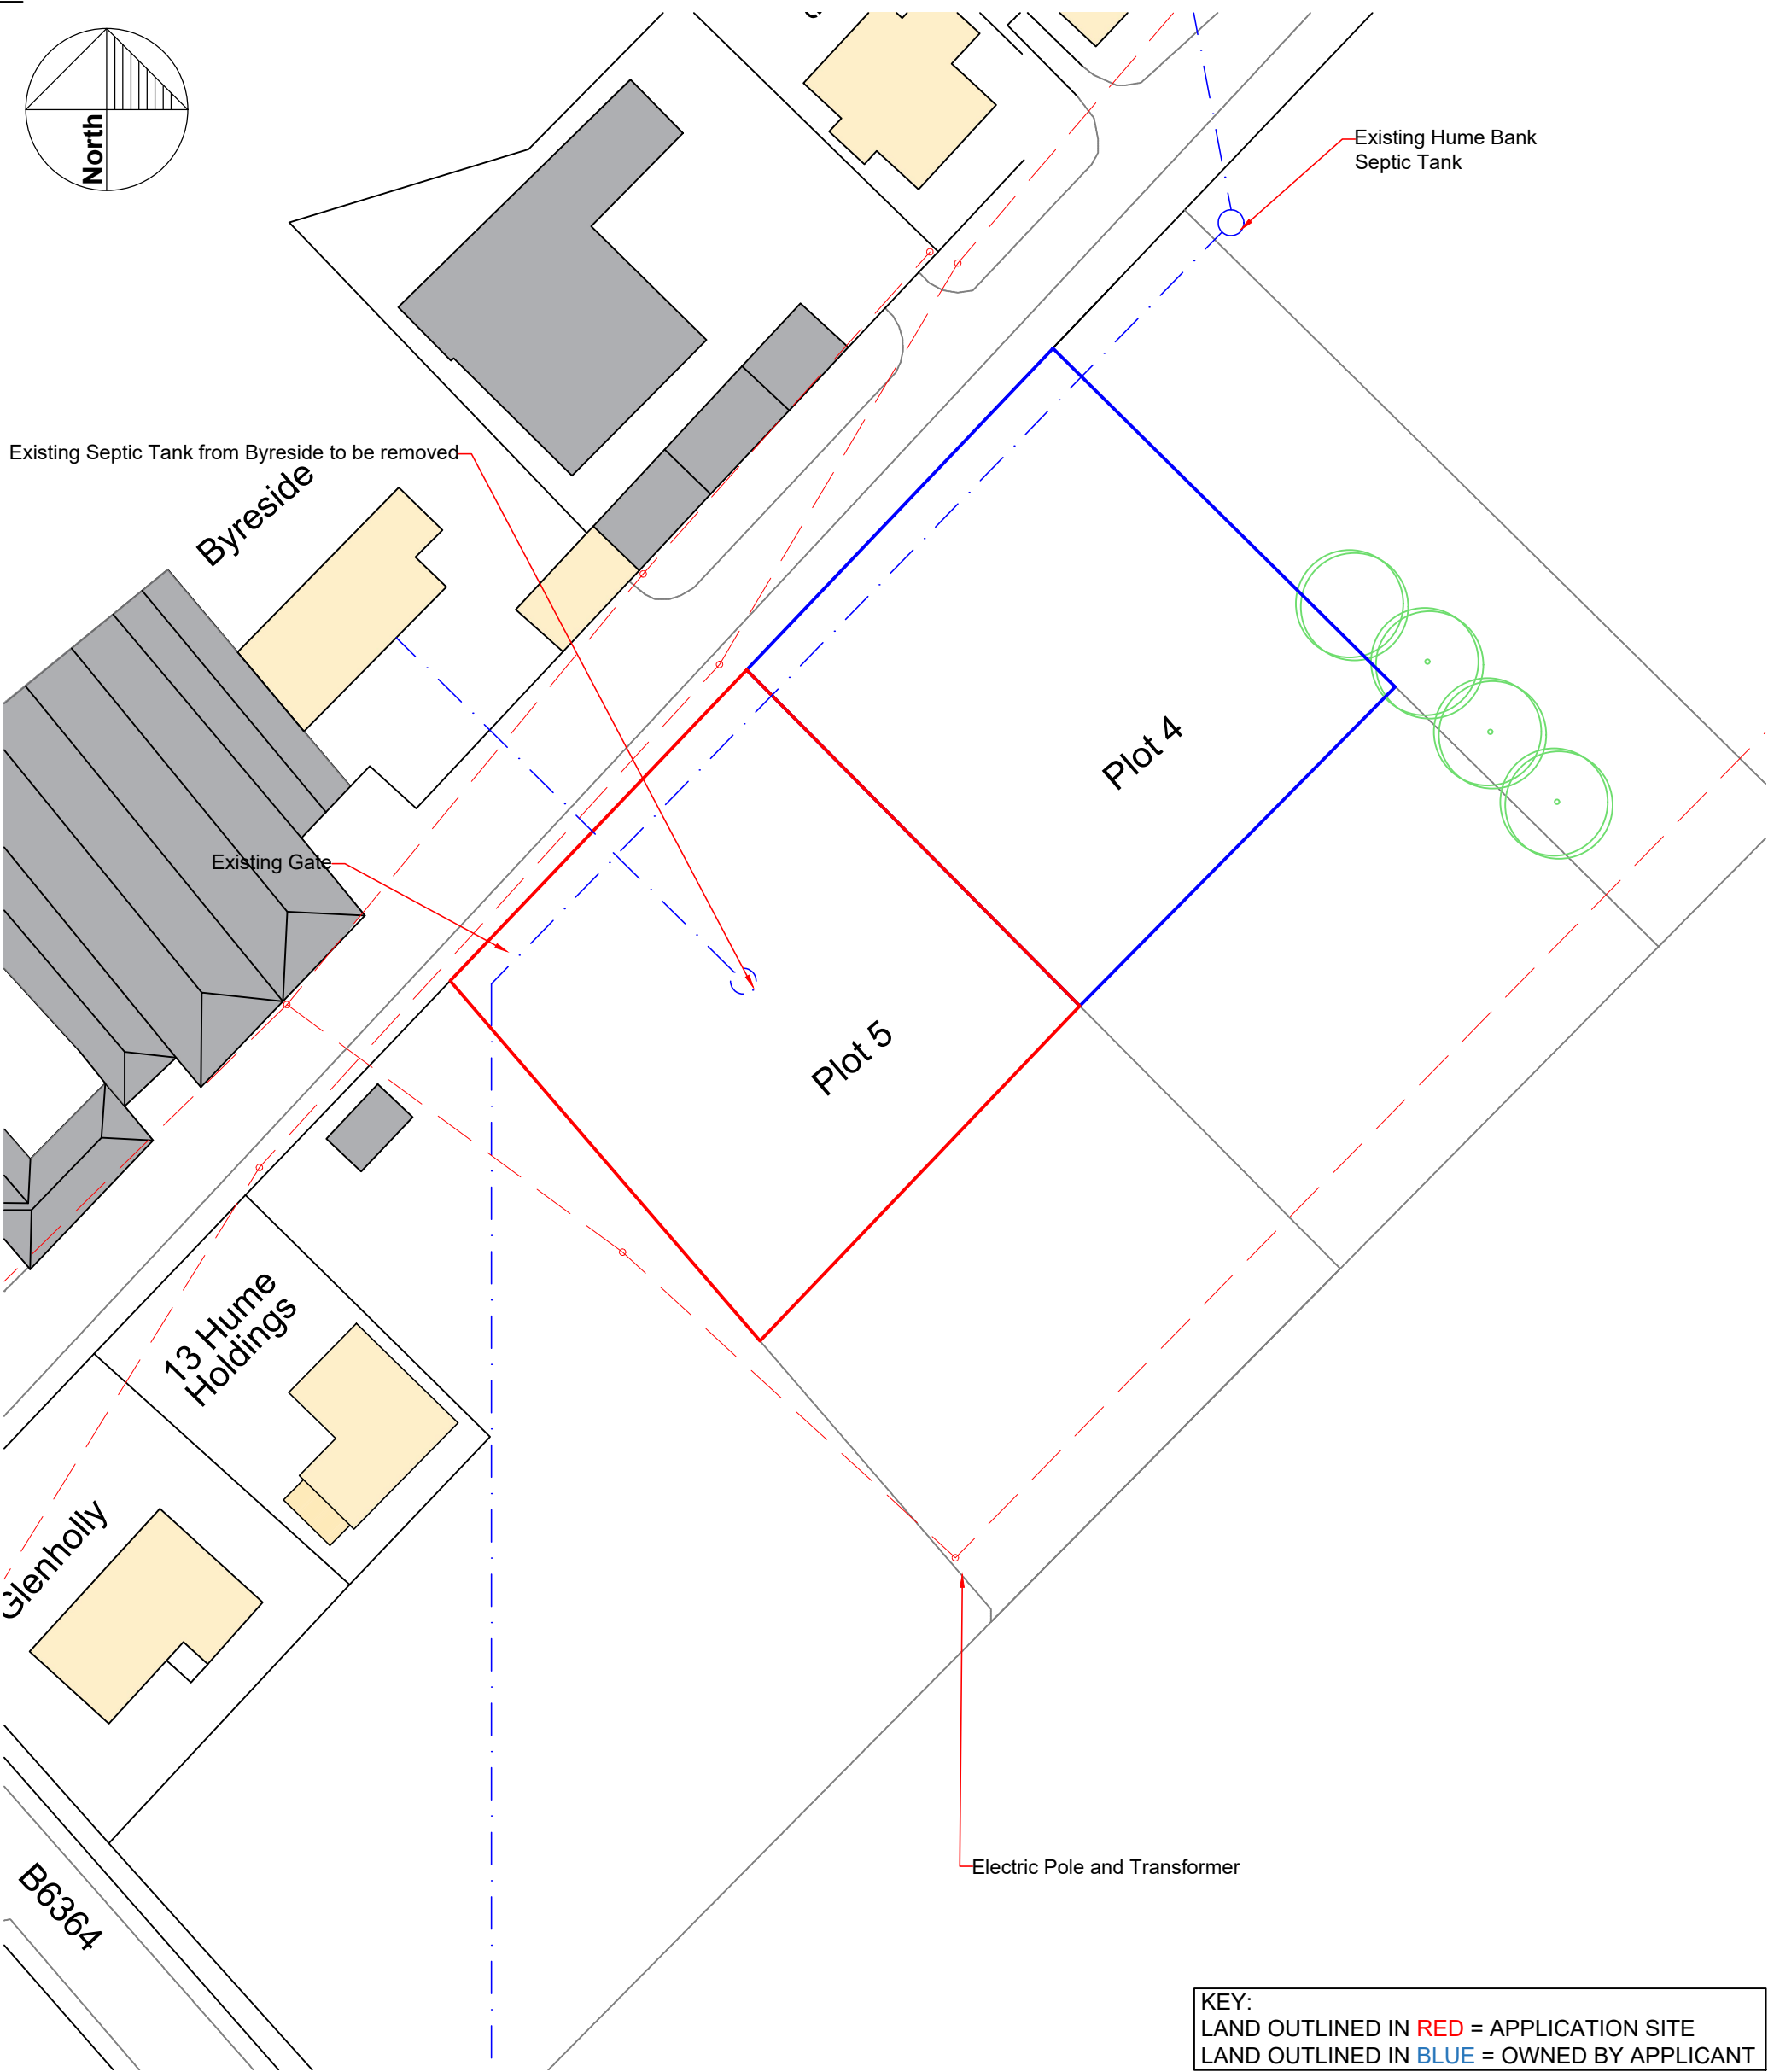 North
Existing Hume Bank
Septic Tank
Existing Septic Tank from Byreside to be removed
Byreside
Plot 4
Existing Gate
Plot 5
13 Hume
Holdings
Glenholly
Electric Pole and Transformer
B6364
KEY:
LAND OUTLINED IN RED = APPLICATION SITE
LAND OUTLINED IN BLUE = OWNED BY APPLICANT